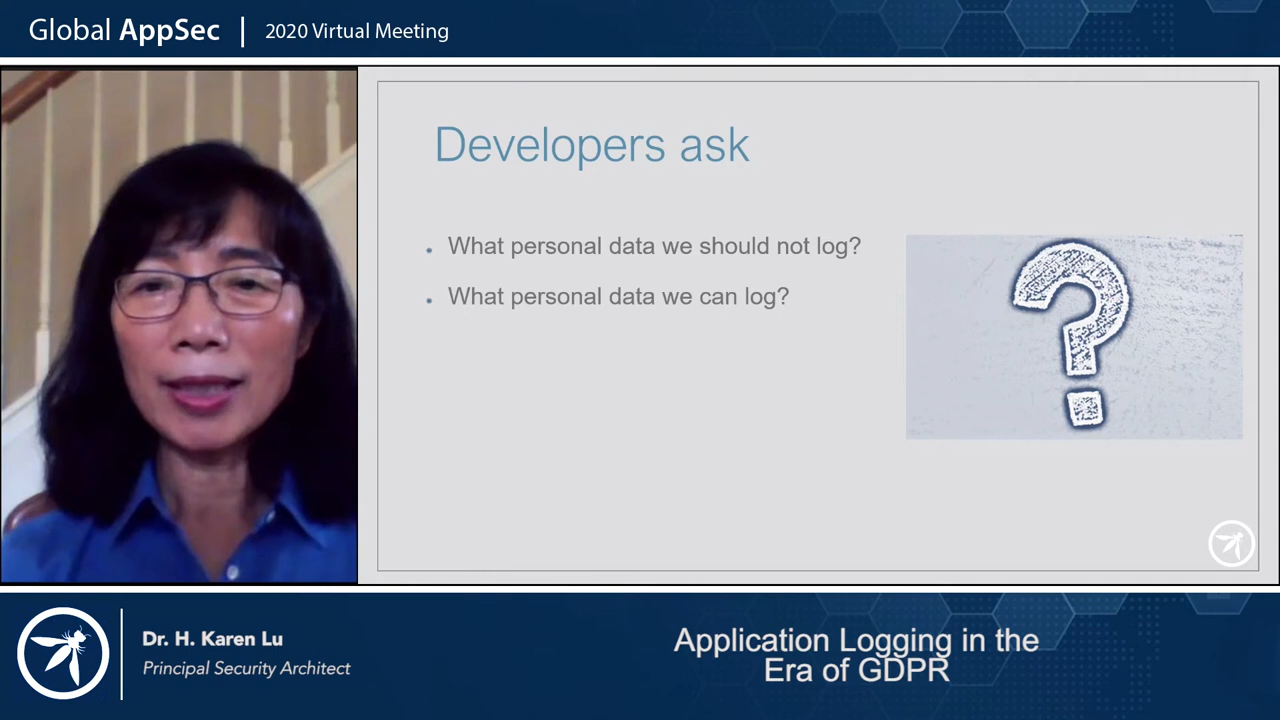 Global AppSec | 2020 Virtual Meeting
Developers ask
• What personal data we should not log?
• What personal data we can log?
Dr. H. Karen Lu
Principal Security Architect
Application Logging in the
Era of GDPR